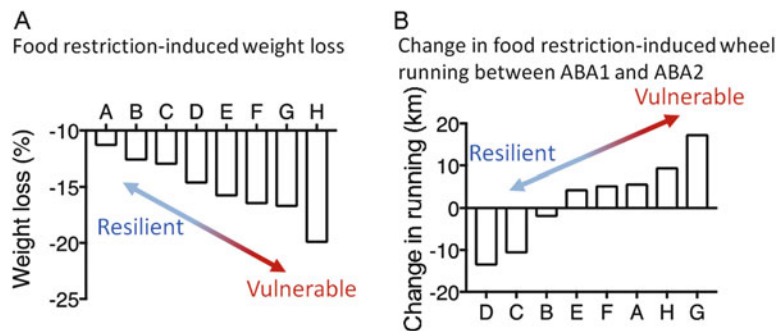 A
Food restriction-induced weight loss
A B C D E F G H
-10
-15
-20
-25
Weight loss (%)
Resilient
Vulnerable
B
Change in food restriction-induced wheel
running between ABA1 and ABA2
Vulnerable
Resilient
20
10
0
-10
-20
Change in running (km)
D C B E F A H G